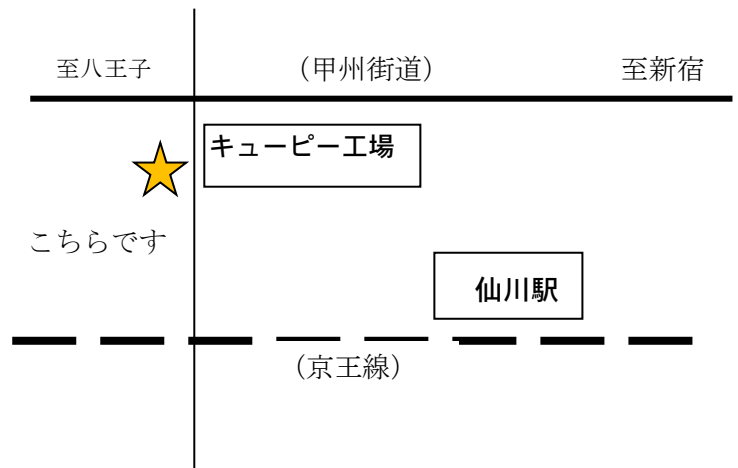 至八王子 （甲州街道） 至新宿
キューピー工場
こちらです
仙川駅
（京王線）